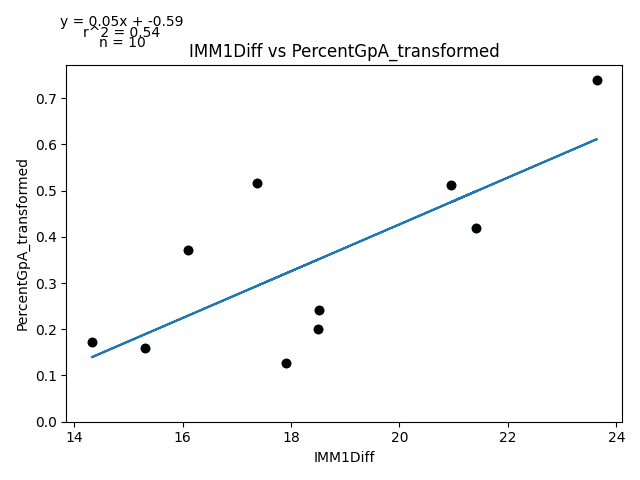 y = 0.05x + -0.59
r^2 = 0.54
n = 10
IMM1Diff vs PercentGpA_transformed
PercentGpA_transformed
0.7
0.6
0.5
0.4
0.3
0.2
0.1
0.0
14 16 18 20 22 24
IMM1Diff